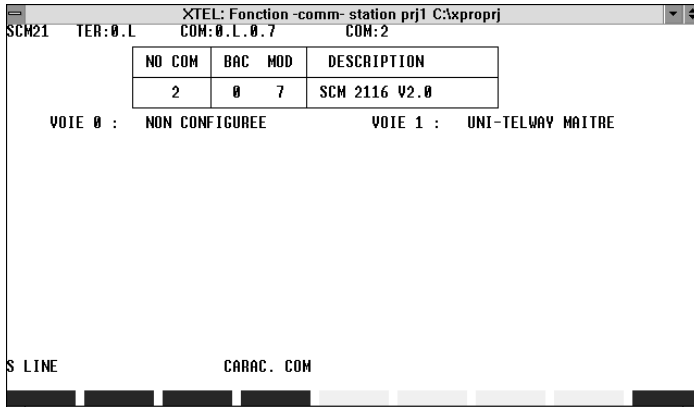 XTEL: Fonction -comm- station prj1 C:\xproprj
SCM21 TER:0.L COM:0.L.0.7 COM:2
NO COM BAC MOD DESCRIPTION
2 0 7 SCM 2116 V2.0
VOIE 0 : NON CONFIGUREE VOIE 1 : UNI-TELWAY MAITRE
S LINE CARAC. COM